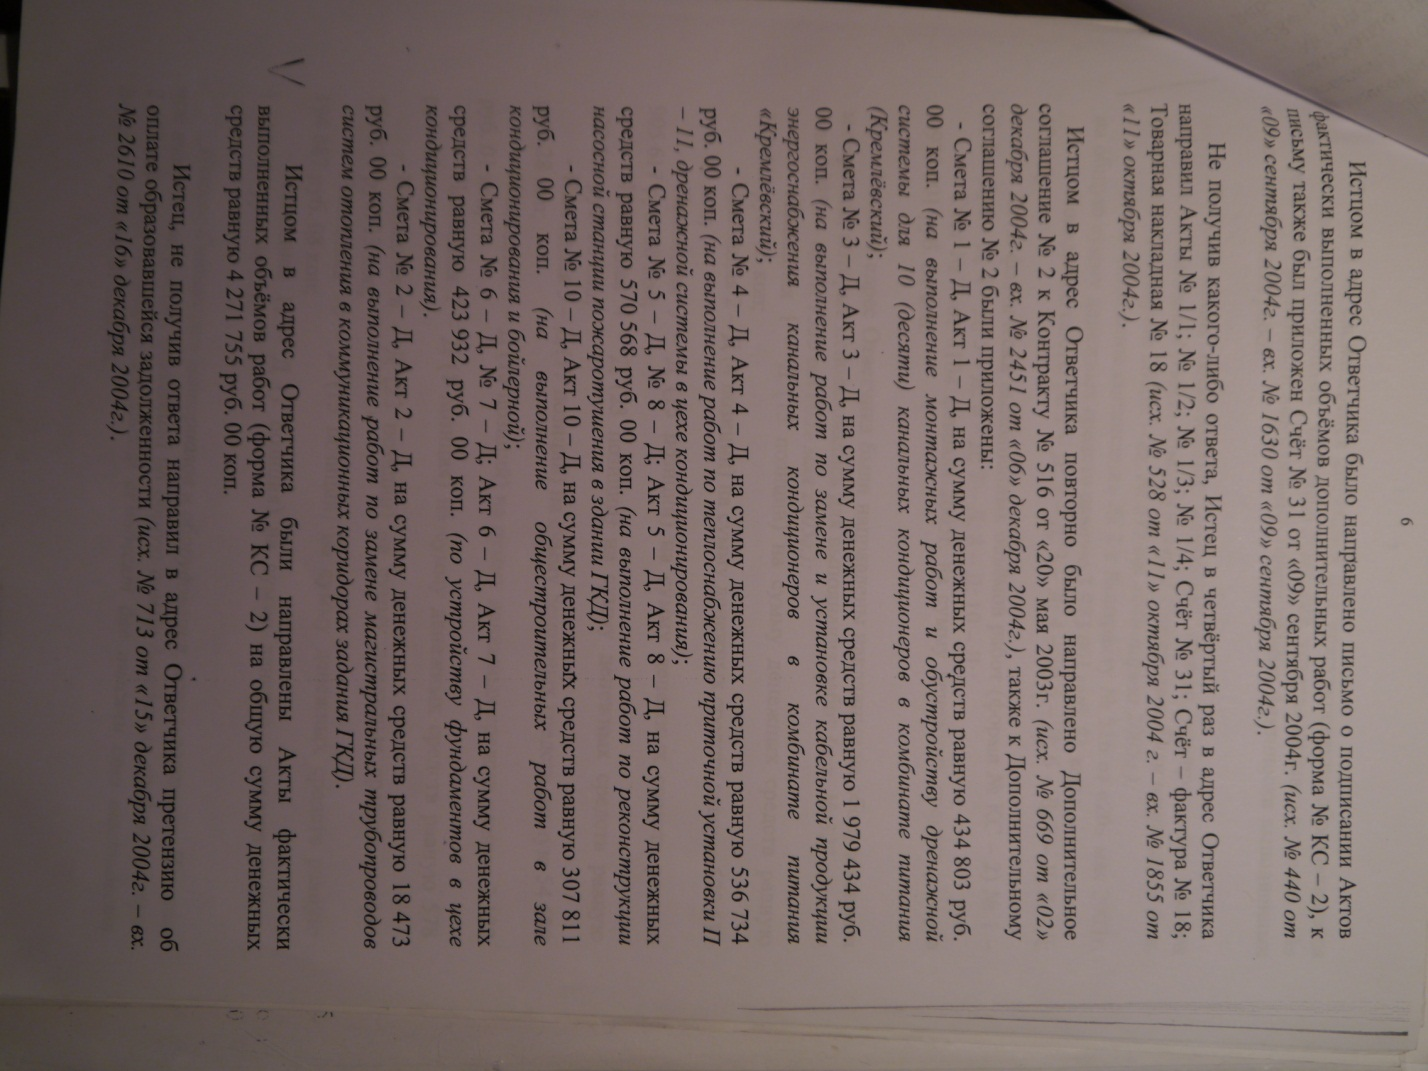 6
Истцом в адрес Ответчика было направлено письмо о подписании Актов
фактически выполненных объёмов дополнительных работ (форма № КС – 2), к
письму также был приложен Счёт № 31 от «09» сентября 2004г. (исх. № 440 от
«09» сентября 2004г. – вх. № 1630 от «09» сентября 2004г.).
Не получив какого-либо ответа, Истец в четвёртый раз в адрес Ответчика
направил Акты № 1/1; № 1/2; № 1/3; № 1/4; Счёт № 31; Счёт – фактура № 18;
Товарная накладная № 18 (исх. № 528 от «11» октября 2004 г. – вх. № 1855 от
«11» октября 2004г.).
Истцом в адрес Ответчика повторно было направлено Дополнительное
соглашение № 2 к Контракту № 516 от «20» мая 2003г. (исх. № 669 от «02»
декабря 2004г. – вх. № 2451 от «06» декабря 2004г.), также к Дополнительному
соглашению № 2 были приложены:
- Смета № 1 – Д, Акт 1 – Д, на сумму денежных средств равную 434 803 руб.
00 коп. (на выполнение монтажных работ и обустройству дренажной
системы для 10 (десяти) канальных кондиционеров в комбинате питания
(Кремлёвский);
- Смета № 3 – Д, Акт 3 – Д, на сумму денежных средств равную 1 979 434 руб.
00 коп. (на выполнение работ по замене и установке кабельной продукции
энергоснабжения канальных кондиционеров в комбинате питания
«Кремлёвский);
- Смета № 4 – Д, Акт 4 – Д, на сумму денежных средств равную 536 734
руб. 00 коп. (на выполнение работ по теплоснабжению приточной установки П
– 11, дренажной системы в цехе кондиционирования);
- Смета № 5 – Д, № 8 – Д; Акт 5 – Д, Акт 8 – Д, на сумму денежных
средств равную 570 568 руб. 00 коп. (на выполнение работ по реконструкции
насосной станции пожаротушения в здании ГКД);
- Смета № 10 – Д, Акт 10 – Д, на сумму денежных средств равную 307 811
руб. 00 коп. (на выполнение общестроительных работ в зале
кондиционирования и бойлерной);
- Смета № 6 – Д, № 7 – Д; Акт 6 – Д, Акт 7 – Д, на сумму денежных
средств равную 423 932 руб. 00 коп. (по устройству фундаментов в цехе
кондиционирования).
- Смета № 2 – Д, Акт 2 – Д, на сумму денежных средств равную 18 473
руб. 00 коп. (на выполнение работ по замене магистральных трубопроводов
систем отопления в коммуникационных коридорах здания ГКД).
Истцом в адрес Ответчика были направлены Акты фактически
выполненных объёмов работ (форма № КС – 2) на общую сумму денежных
средств равную 4 271 755 руб. 00 коп.
Истец, не получив ответа направил в адрес Ответчика претензию об
оплате образовавшейся задолженности (исх. № 713 от «15» декабря 2004г. – вх.
№ 2610 от «16» декабря 2004г.).